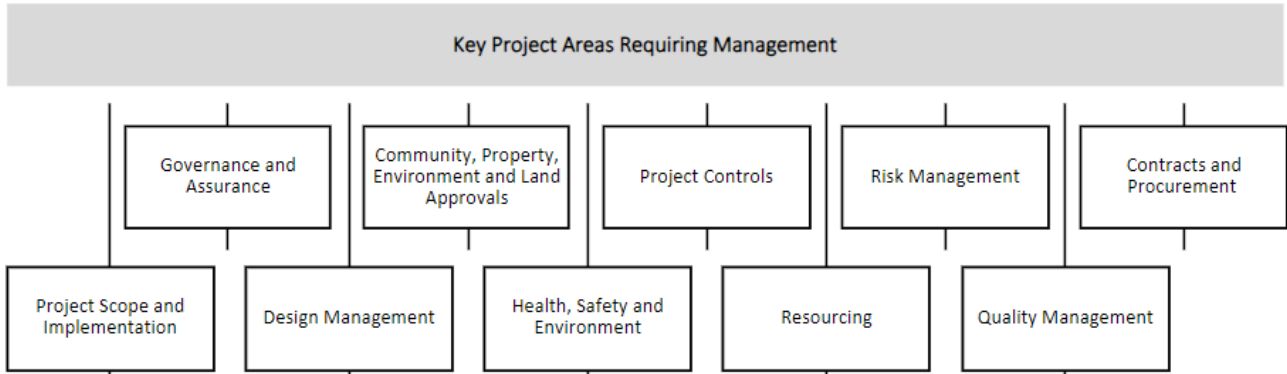 Key Project Areas Requiring Management
Governance and
Assurance
Community, Property,
Environment and Land
Approvals
Project Controls
Risk Management
Contracts and
Procurement
Project Scope and
Implementation
Design Management
Health, Safety and
Environment
Resourcing
Quality Management